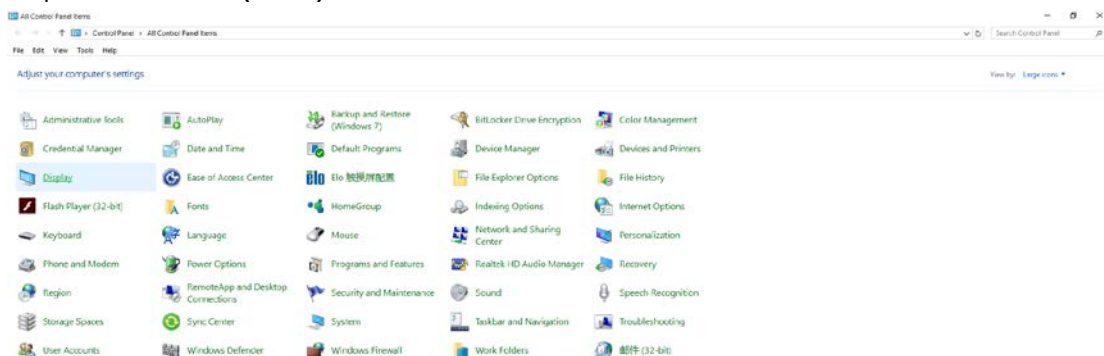 All Control Panel Items
Control Panel › All Control Panel Items
Search Control Panel
File Edit View Tools Help
Adjust your computer's settings
View by: Large icons
Administrative Tools
AutoPlay
Backup and Restore
(Windows 7)
BitLocker Drive Encryption
Color Management
Credential Manager
Date and Time
Default Programs
Device Manager
Devices and Printers
Display
Ease of Access Center
Elo 触摸屏配置
File Explorer Options
File History
Flash Player (32-bit)
Fonts
HomeGroup
Indexing Options
Internet Options
Keyboard
Language
Mouse
Network and Sharing
Center
Personalization
Phone and Modem
Power Options
Programs and Features
Realtek HD Audio Manager
Recovery
Region
RemoteApp and Desktop
Connections
Security and Maintenance
Sound
Speech Recognition
Storage Spaces
Sync Center
System
Taskbar and Navigation
Troubleshooting
User Accounts
Windows Defender
Windows Firewall
Work Folders
邮件 (32-bit)